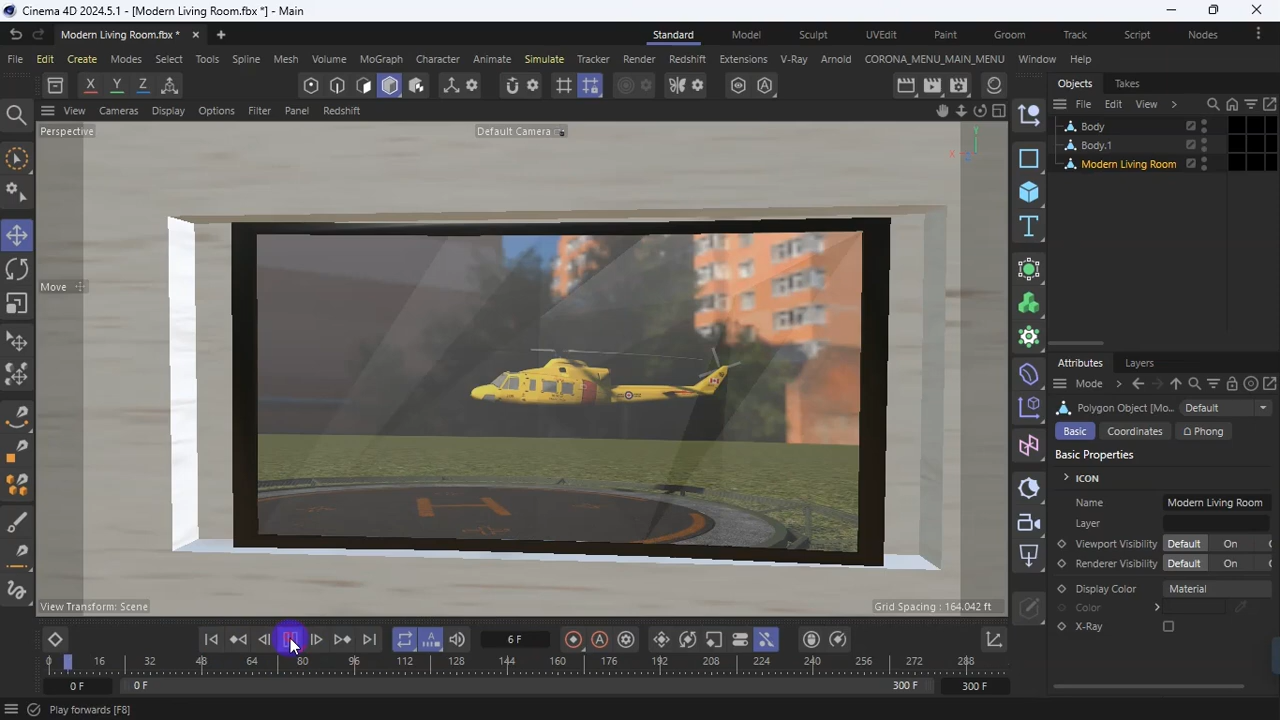 Cinema 4D 2024.5.1 - [Modern Living Room.fbx *] - Main
Modern Living Room.fbx *
Standard Model Sculpt UVEdit Paint Groom Track Script Nodes
File Edit Create Modes Select Tools Spline Mesh Volume MoGraph Character Animate Simulate Tracker Render Redshift Extensions V-Ray Arnold CORONA_MENU_MAIN_MENU Window Help
X Y Z
Objects Takes
View Cameras Display Options Filter Panel Redshift
File Edit View
Perspective
Default Camera
Y
X
Body
Body.1
Modern Living Room
Move
H
Attributes Layers
Mode
Polygon Object [Mo... Default
Basic Coordinates Phong
Basic Properties
ICON
Name Modern Living Room
Layer
Viewport Visibility Default On
Renderer Visibility Default On
Display Color Material
Color
X-Ray
View Transform: Scene
Grid Spacing : 164.042 ft
6 F
0 16 32 48 64 80 96 112 128 144 160 176 192 208 224 240 256 272 288
0 F 0 F 300 F 300 F
Play forwards [F8]